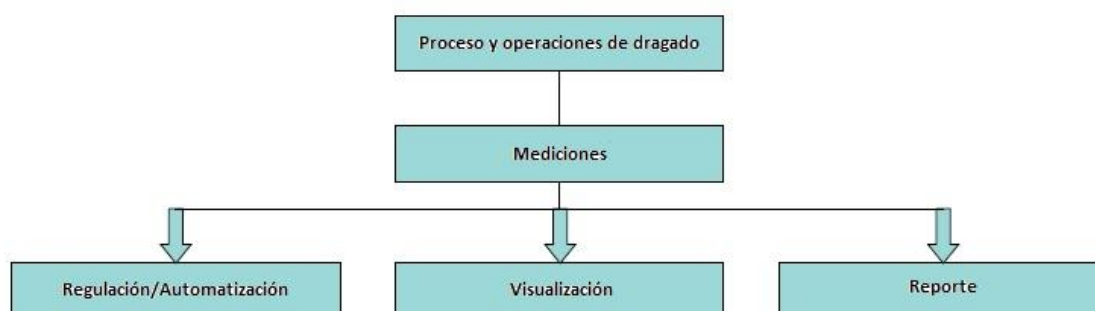 Proceso y operaciones de dragado
Mediciones
Regulación/Automatización
Visualización
Reporte